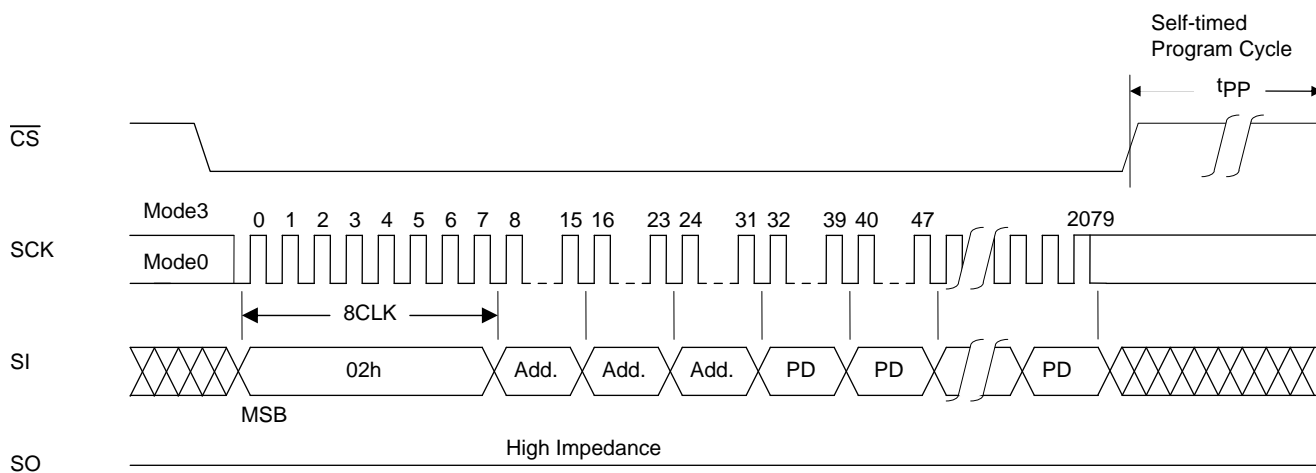 Self-timed
Program Cycle
tPP
CS
Mode3
0 1 2 3 4 5 6 7 8 15 16 23 24 31 32 39 40 47 2079
SCK
Mode0
8CLK
SI
02h Add. Add. Add. PD PD PD
MSB
High Impedance
SO